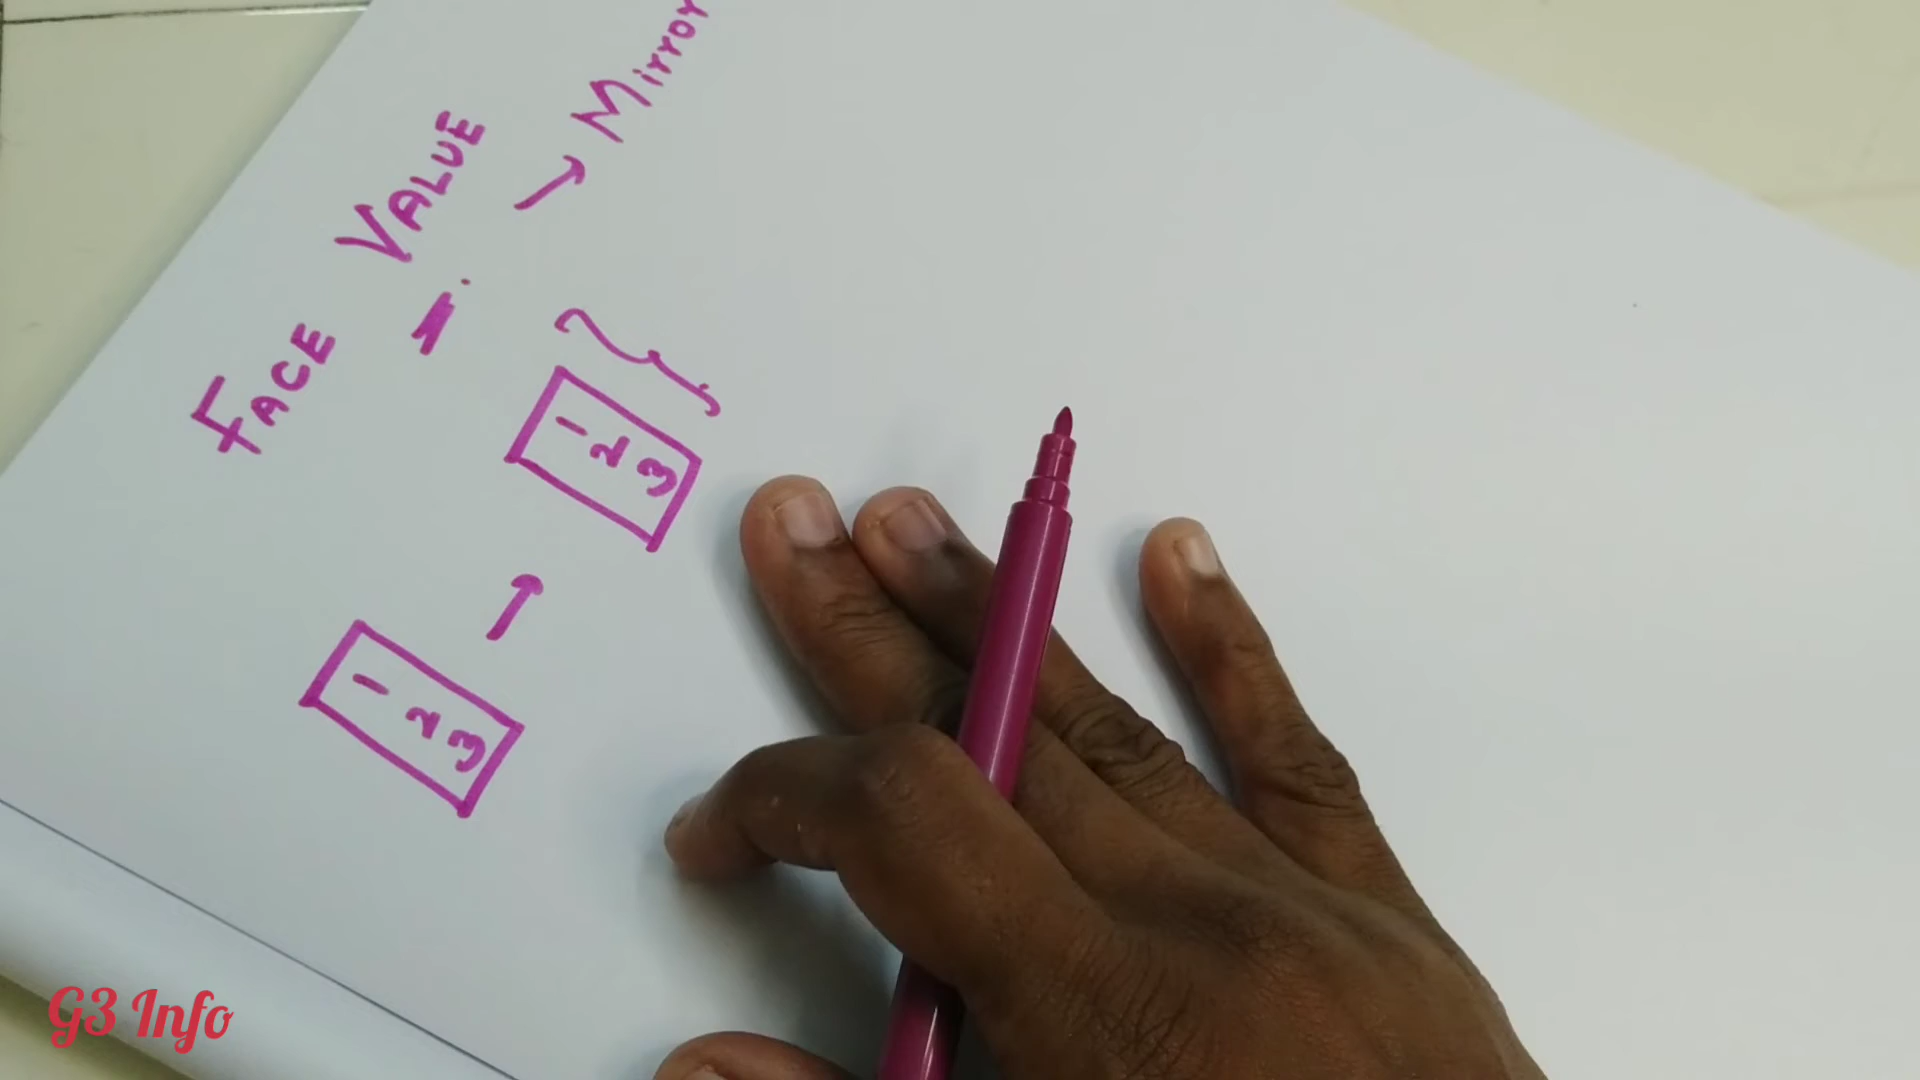 FACE VALUE
→ Mirror
1 2 3 → 1 2 3
G3 Info